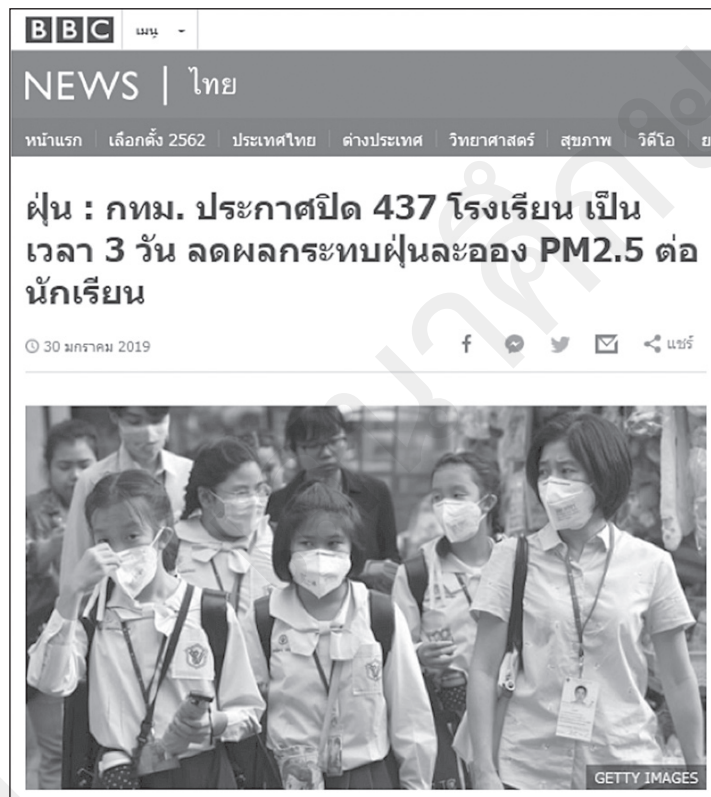 BBC เมนู
NEWS | ไทย
หน้าแรก เลือกตั้ง 2562 ประเทศไทย ต่างประเทศ วิทยาศาสตร์ สุขภาพ วิดีโอ ย
ฝุ่น : กทม. ประกาศปิด 437 โรงเรียน เป็น
เวลา 3 วัน ลดผลกระทบฝุ่นละออง PM2.5 ต่อ
นักเรียน
30 มกราคม 2019 แชร์
GETTY IMAGES